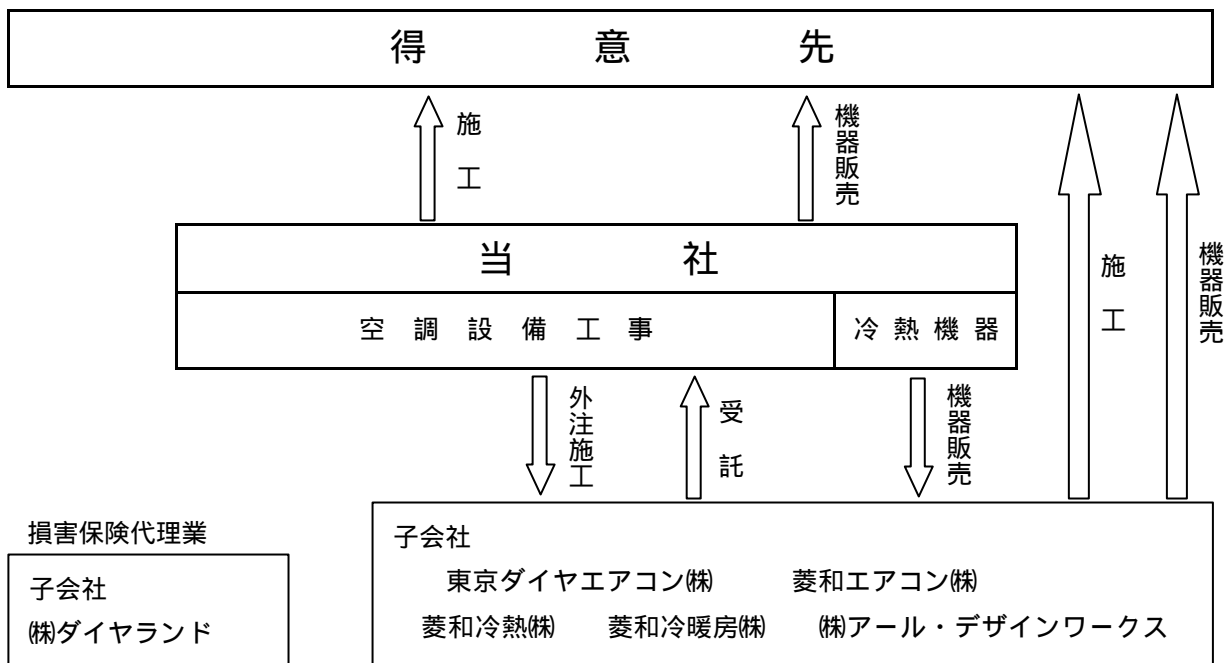 得意先
施工
機器販売
当社
空調設備工事
冷熱機器
施工
機器販売
外注施工
受託
機器販売
損害保険代理業
子会社
㈱ダイヤランド
子会社
東京ダイヤエアコン㈱ 菱和エアコン㈱
菱和冷熱㈱ 菱和冷暖房㈱ ㈱アール・デザインワークス